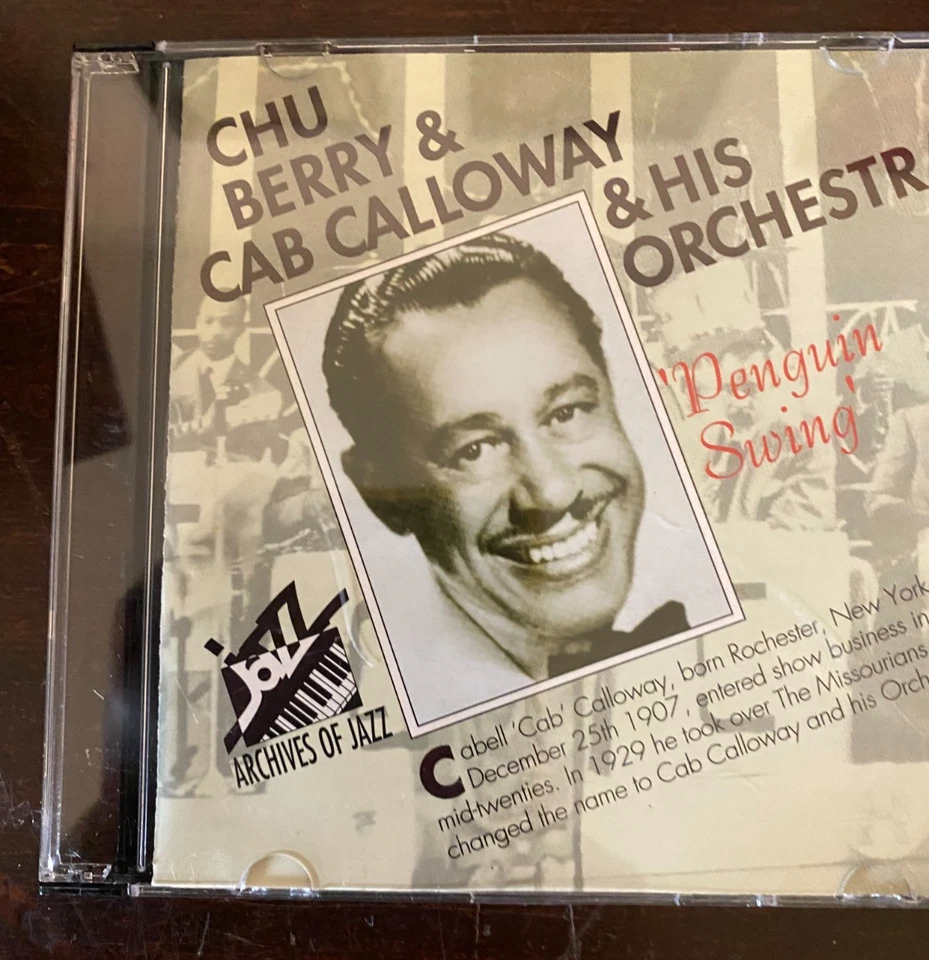 CHU
BERRY &
CAB CALLOWAY
& HIS
ORCHESTR
'Penguin
Swing'
jazz
jazz
ARCHIVES OF JAZZ
Cabell 'Cab' Calloway, born Rochester, New York
December 25th 1907, entered show business in
mid-twenties. In 1929 he took over The Missourians
changed the name to Cab Calloway and his Orch